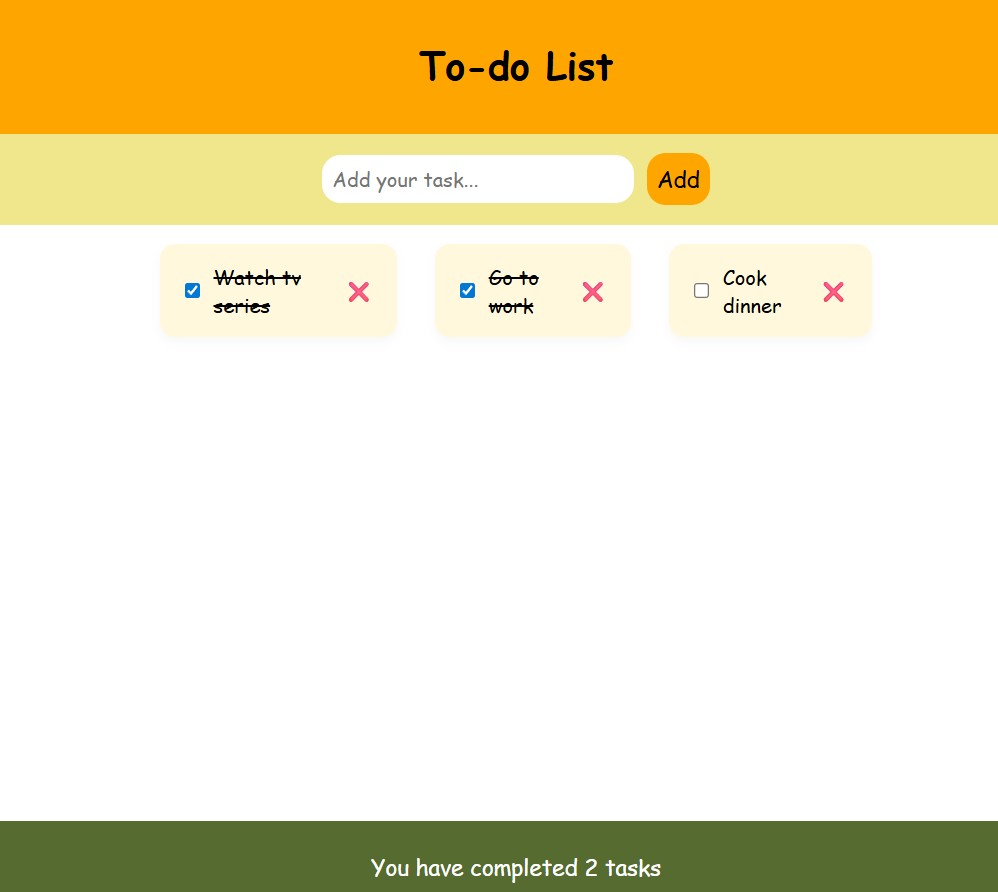 To-do List
Add your task...
Add
Watch tv
series
Go to
work
Cook
dinner
You have completed 2 tasks